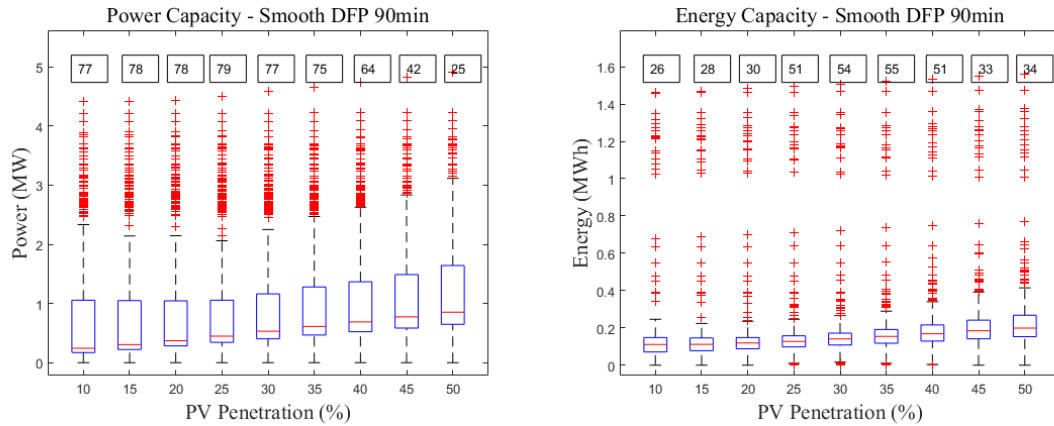 Power Capacity - Smooth DFP 90min
77 78 78 79 77 75 64 42 25
5
4
3
2
1
0
Power (MW)
10 15 20 25 30 35 40 45 50
PV Penetration (%)
Energy Capacity - Smooth DFP 90min
26 28 30 51 54 55 51 33 34
1.6
1.4
1.2
1
0.8
0.6
0.4
0.2
0
Energy (MWh)
10 15 20 25 30 35 40 45 50
PV Penetration (%)